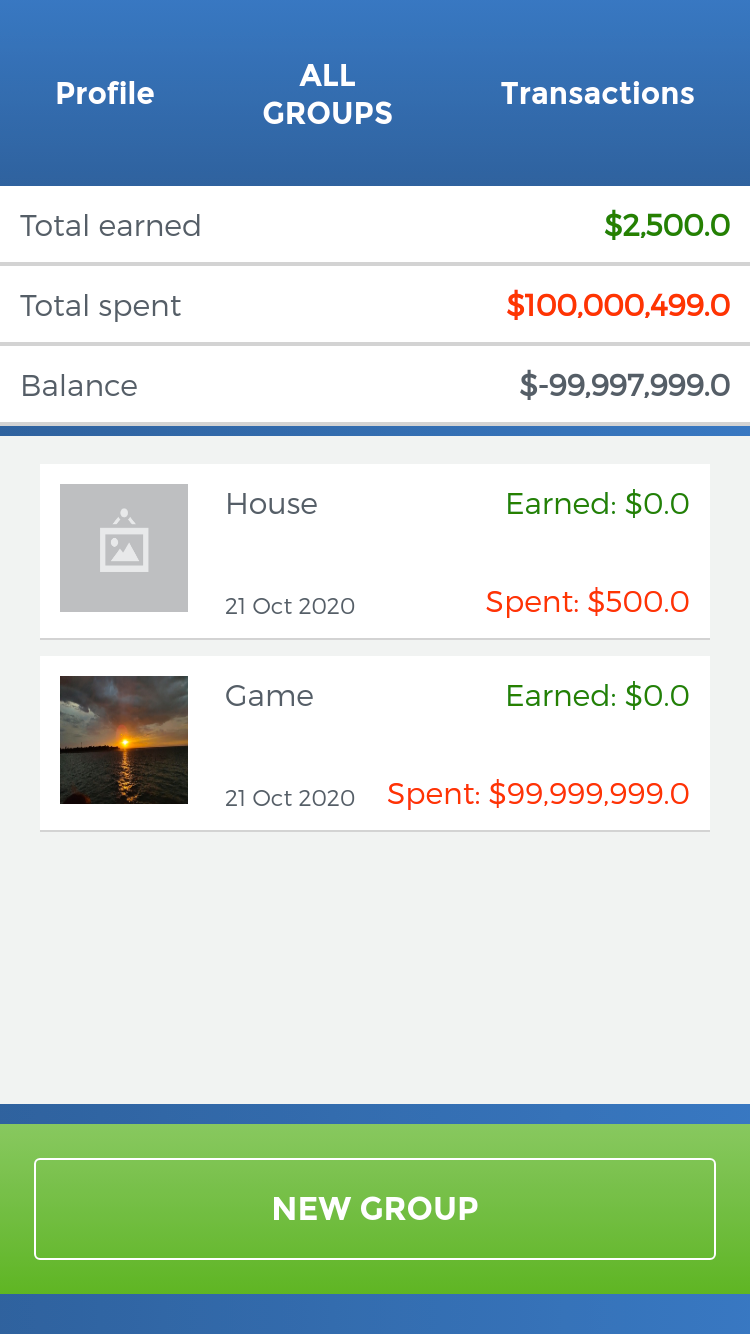 Profile
ALL
GROUPS
Transactions
Total earned $2,500.0
Total spent $100,000,499.0
Balance $-99,997,999.0
House Earned: $0.0
21 Oct 2020 Spent: $500.0
Game Earned: $0.0
21 Oct 2020 Spent: $99,999,999.0
NEW GROUP